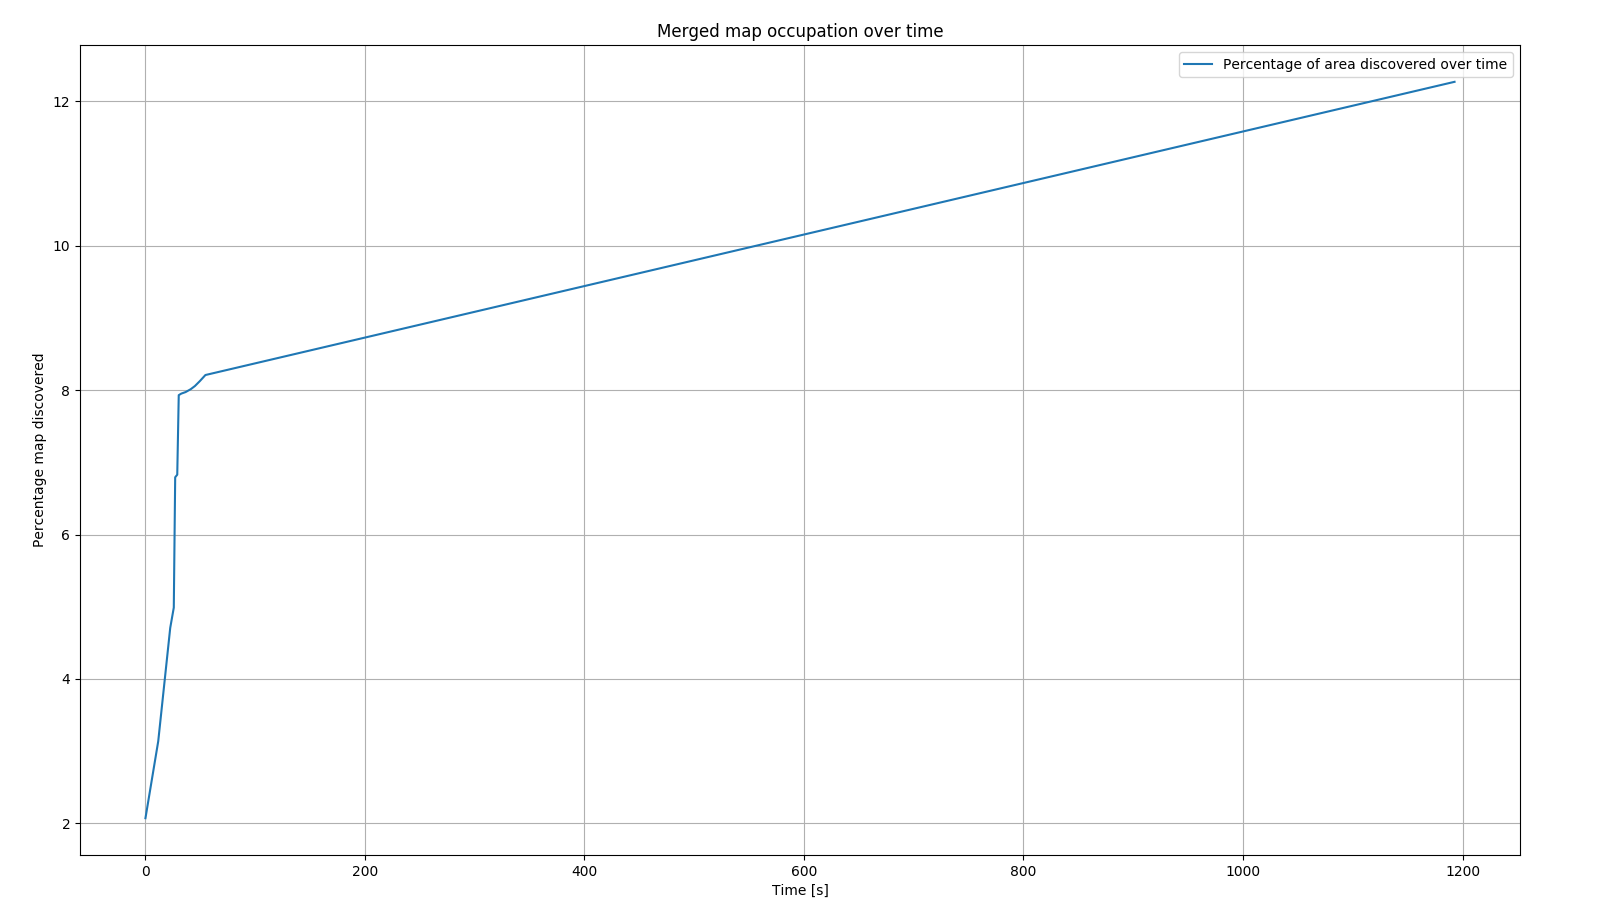 Merged map occupation over time
Percentage of area discovered over time
Percentage map discovered
12
10
8
6
4
2
0 200 400 600 800 1000 1200
Time [s]